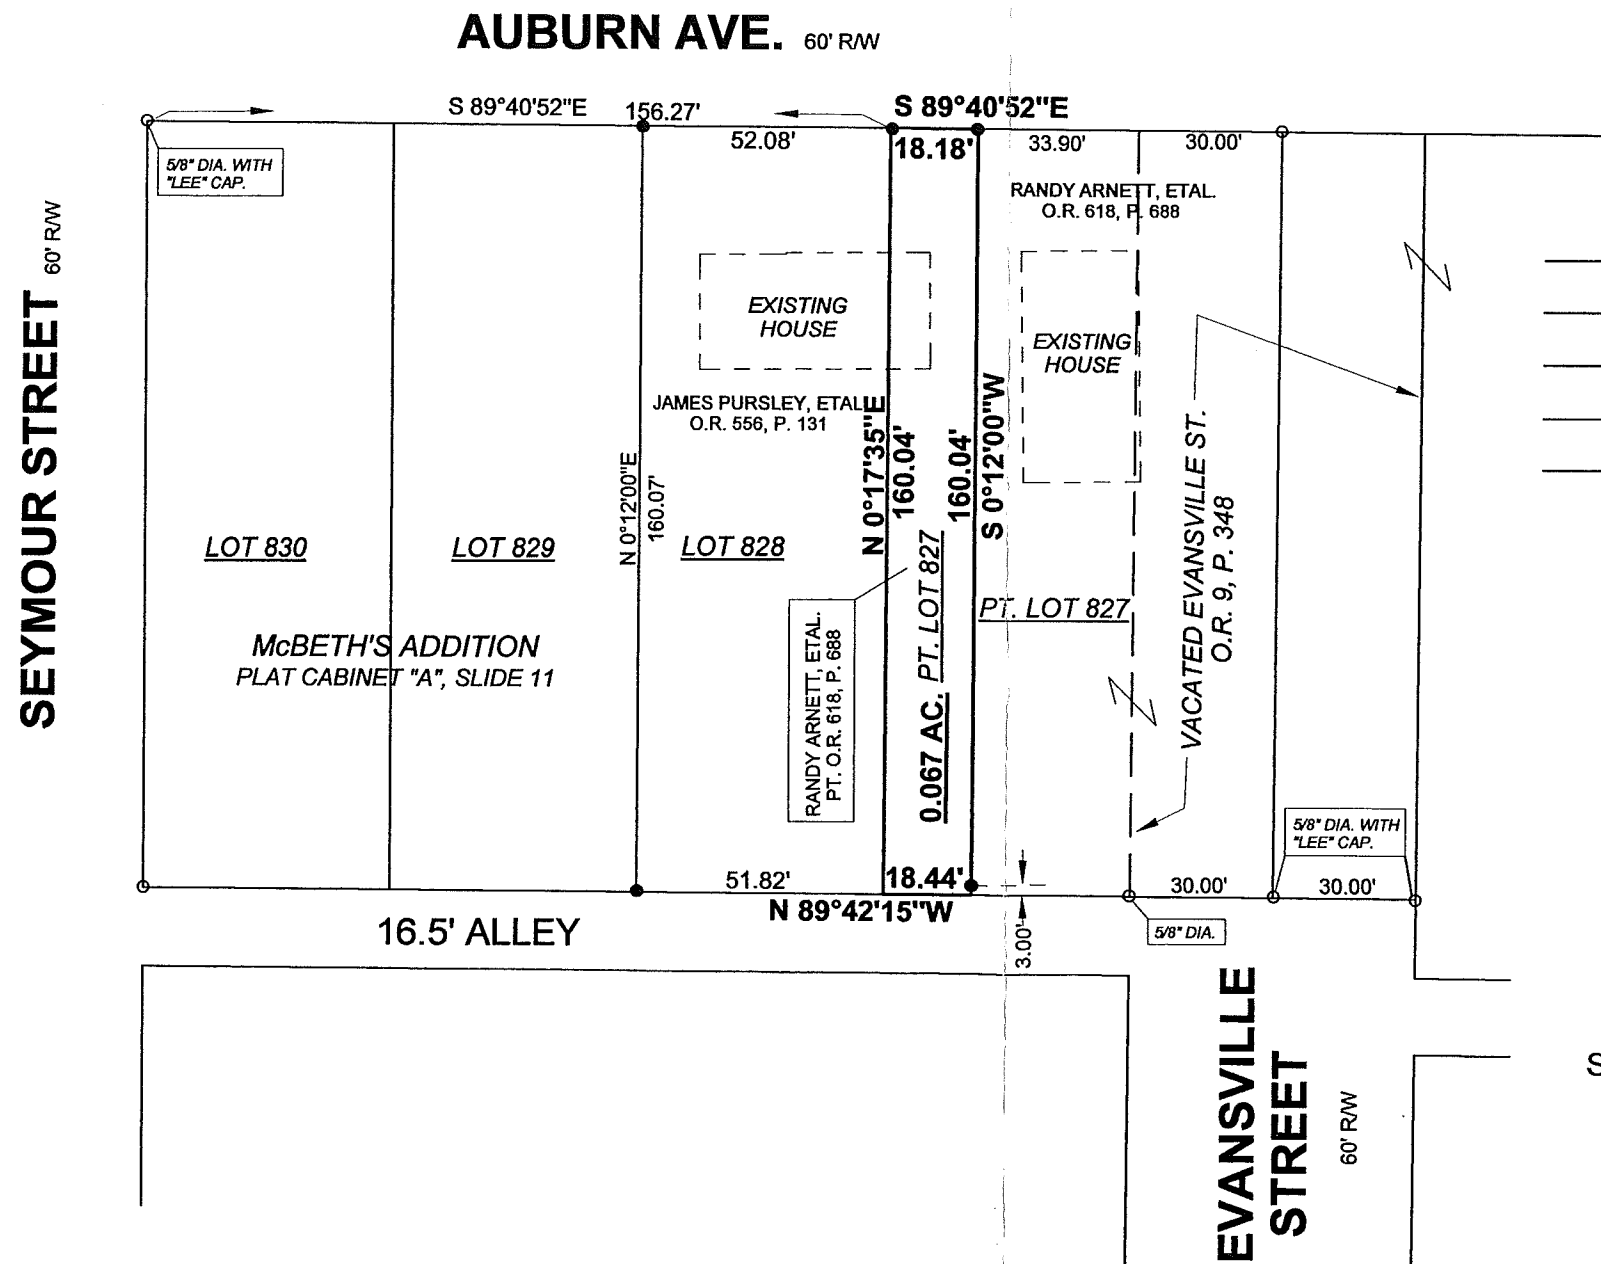 AUBURN AVE. 60' R/W
S 89°40'52"E
156.27'
S 89°40'52"E
52.08'
18.18'
33.90'
30.00'
5/8" DIA. WITH
"LEE" CAP.
SEYMOUR STREET 60' R/W
RANDY ARNETT, ETAL.
O.R. 618, P. 688
EXISTING
HOUSE
EXISTING
HOUSE
JAMES PURSLEY, ETAL
O.R. 556, P. 131
N 0°12'00"E
160.07'
N 0°17'35"E
160.04'
160.04'
S 0°12'00"W
LOT 830
LOT 829
LOT 828
0.067 AC. PT. LOT 827
PT. LOT 827
VACATED EVANSVILLE ST.
O.R. 9, P. 348
McBETH'S ADDITION
PLAT CABINET "A", SLIDE 11
RANDY ARNETT, ETAL.
PT. O.R. 618, P. 688
5/8" DIA. WITH
"LEE" CAP.
51.82'
18.44'
30.00'
30.00'
N 89°42'15"W
3.00'
5/8" DIA.
16.5' ALLEY
EVANSVILLE
STREET
60' R/W
S